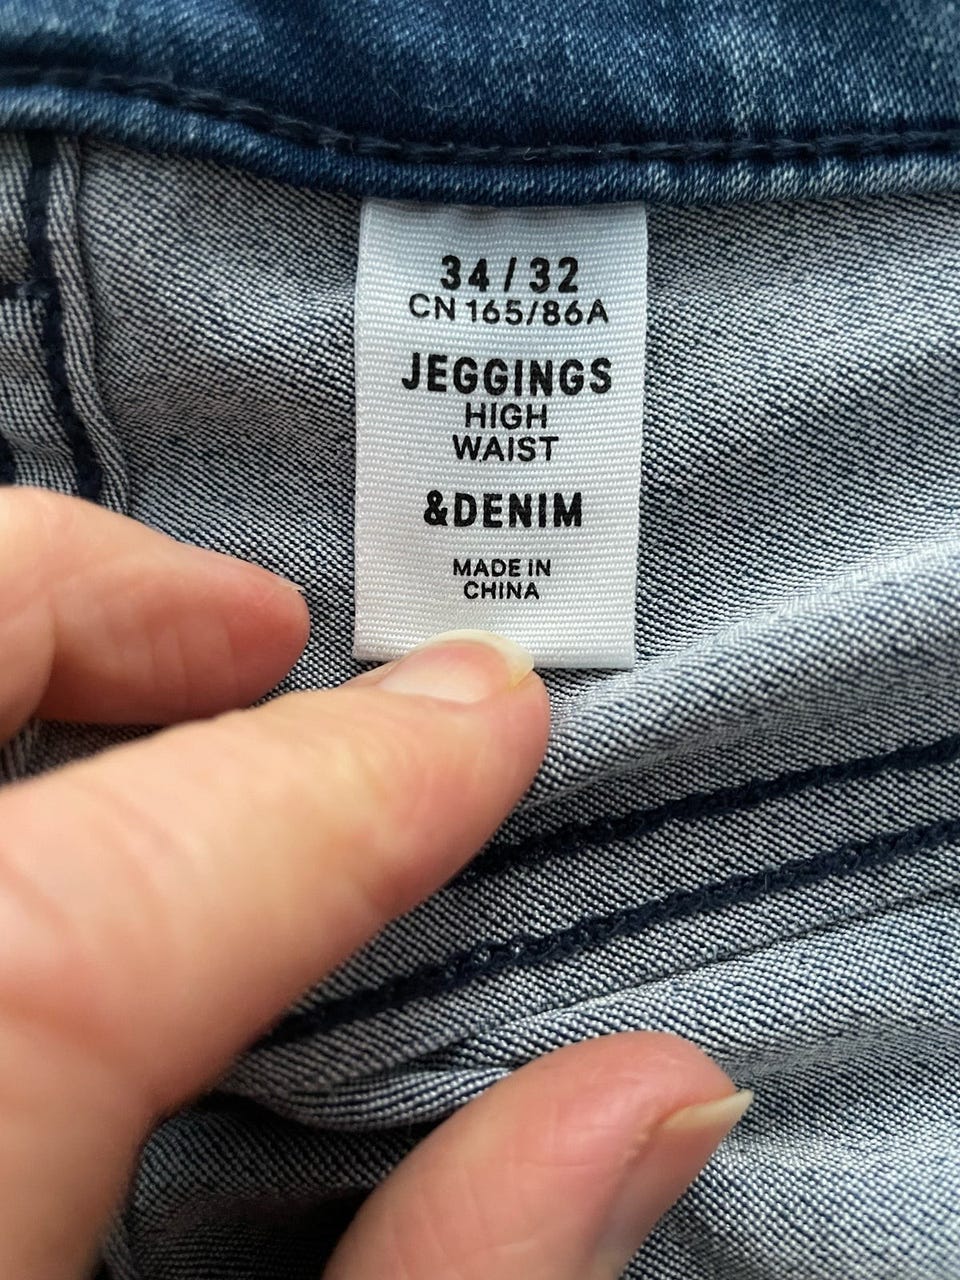 34/32
CN 165/86A
JEGGINGS
HIGH
WAIST
&DENIM
MADE IN
CHINA